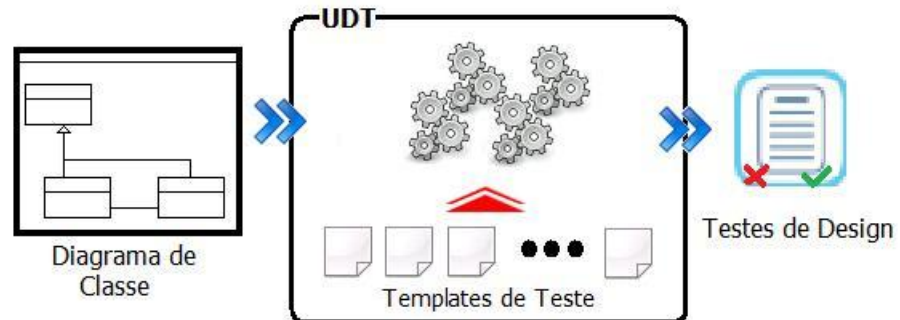 UDT
Diagrama de
Classe
Templates de Teste
Testes de Design